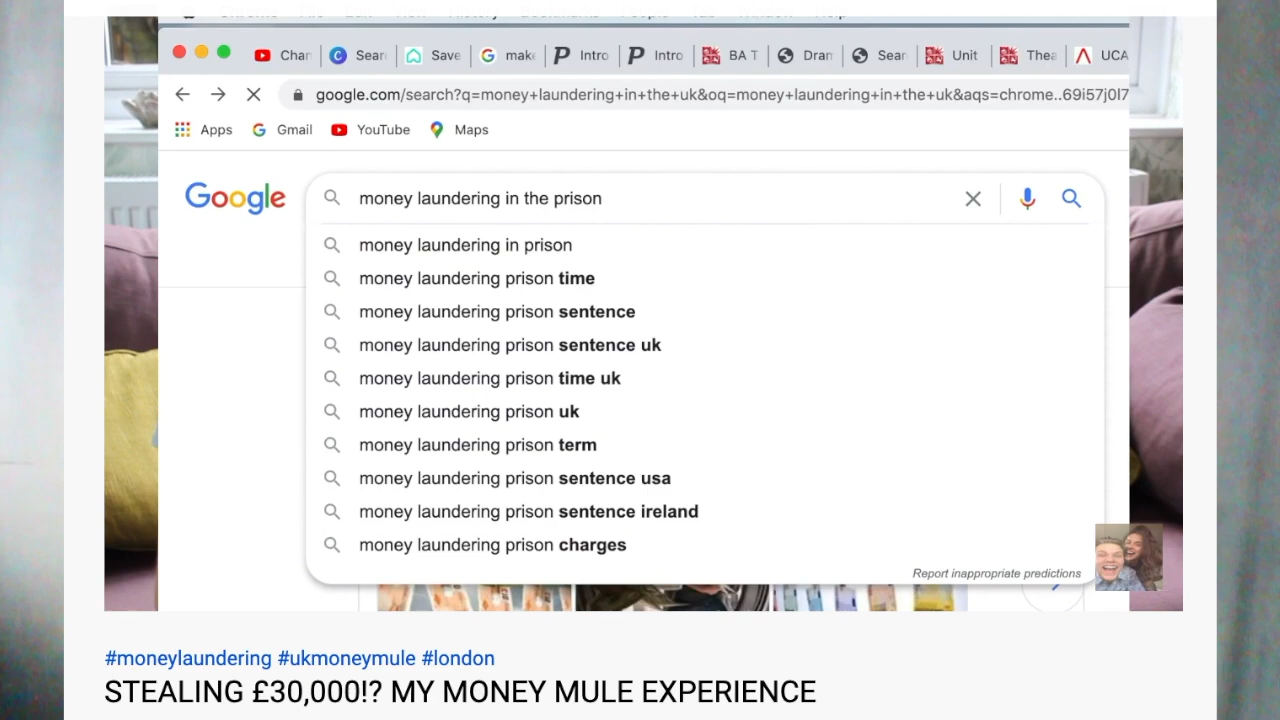 Chan
Sear
Save
make
Intro
Intro
BA T
Dram
Sear
Unit
Thea
UCA
google.com/search?q=money+laundering+in+the+uk&oq=money+laundering+in+the+uk&aqs=chrome..69i57j0l7
Apps
Gmail
YouTube
Maps
Google
money laundering in the prison
money laundering in prison
money laundering prison time
money laundering prison sentence
money laundering prison sentence uk
money laundering prison time uk
money laundering prison uk
money laundering prison term
money laundering prison sentence usa
money laundering prison sentence ireland
money laundering prison charges
Report inappropriate predictions
#moneylaundering #ukmoneymule #london
STEALING £30,000!? MY MONEY MULE EXPERIENCE